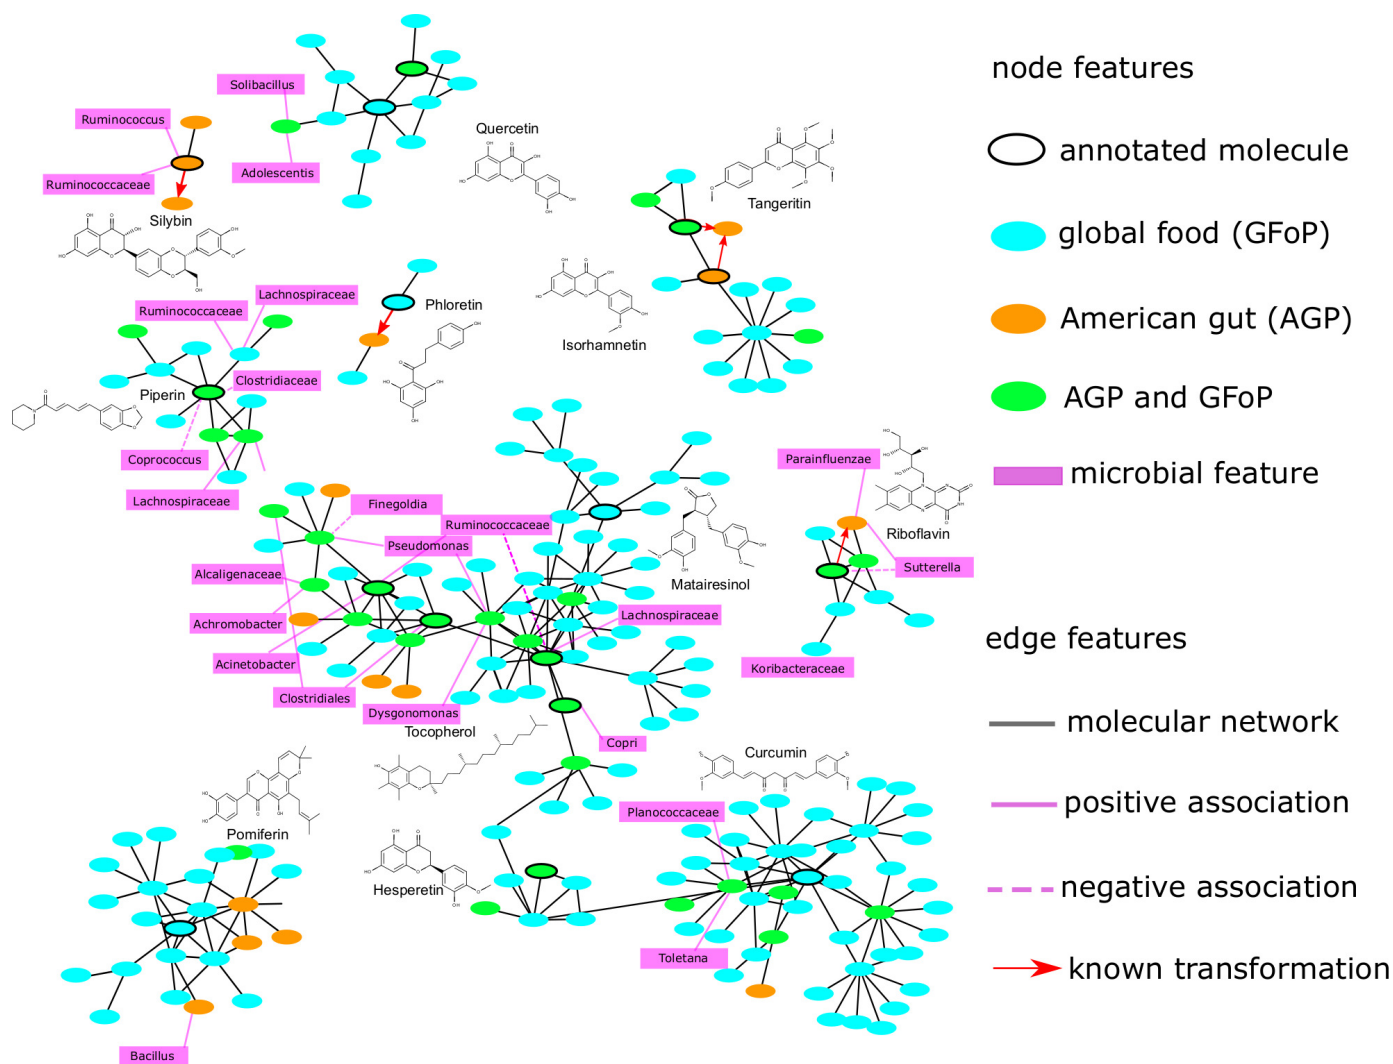 node features
annotated molecule
global food (GFoP)
American gut (AGP)
AGP and GFoP
microbial feature
edge features
molecular network
positive association
negative association
known transformation
Solibacillus
Ruminococcus
Ruminococcaceae
Adolescentis
Quercetin
Silybin
Tangeritin
Isorhamnetin
Phloretin
Lachnospiraceae
Ruminococcaceae
Clostridiaceae
Piperin
Coprococcus
Lachnospiraceae
Parainfluenzae
Riboflavin
Sutterella
Koribacteraceae
Finegoldia
Ruminococcaceae
Pseudomonas
Matairesinol
Alcaligenaceae
Achromobacter
Lachnospiraceae
Acinetobacter
Clostridiales
Dysgonomonas
Tocopherol
Copri
Curcumin
Planococcaceae
Pomiferin
Hesperetin
Toletana
Bacillus